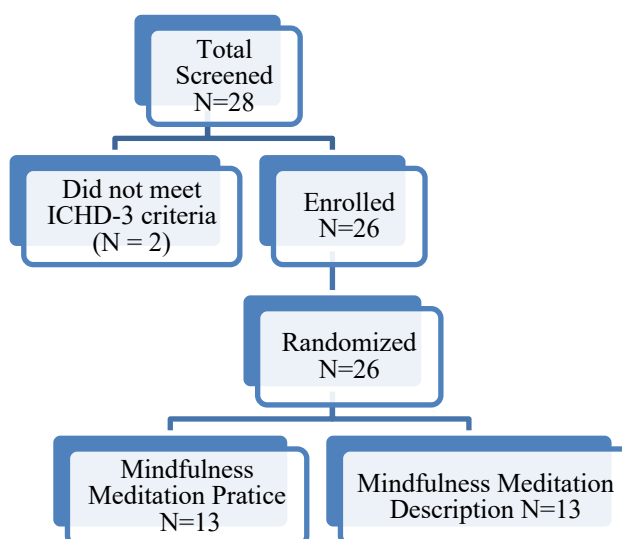 Total
Screened
N=28
Did not meet
ICHD-3 criteria
(N = 2)
Enrolled
N=26
Randomized
N=26
Mindfulness
Meditation Pratice
N=13
Mindfulness Meditation
Description N=13